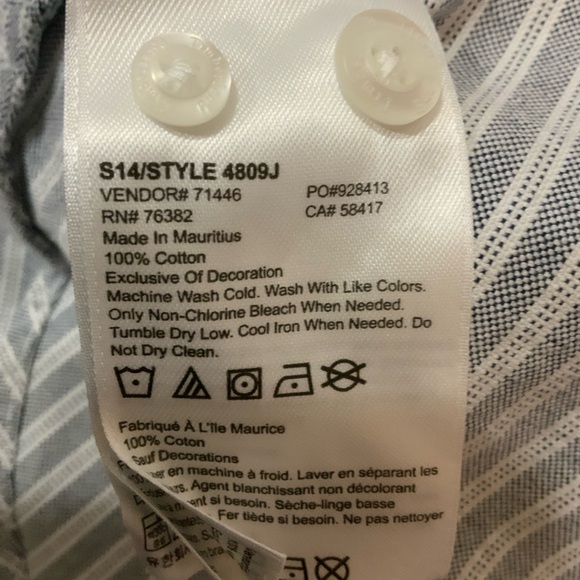 S14/STYLE 4809J
VENDOR# 71446 PO#928413
RN# 76382 CA# 58417
Made In Mauritius
100% Cotton
Exclusive Of Decoration
Machine Wash Cold. Wash With Like Colors.
Only Non-Chlorine Bleach When Needed.
Tumble Dry Low. Cool Iron When Needed. Do
Not Dry Clean.
Fabriqué À L'Ile Maurice
100% Coton
Sauf Decorations
en machine à froid. Laver en séparant les
Agent blanchissant non décolorant
si besoin. Sèche-linge basse
Fer tiède si besoin. Ne pas nettoyer